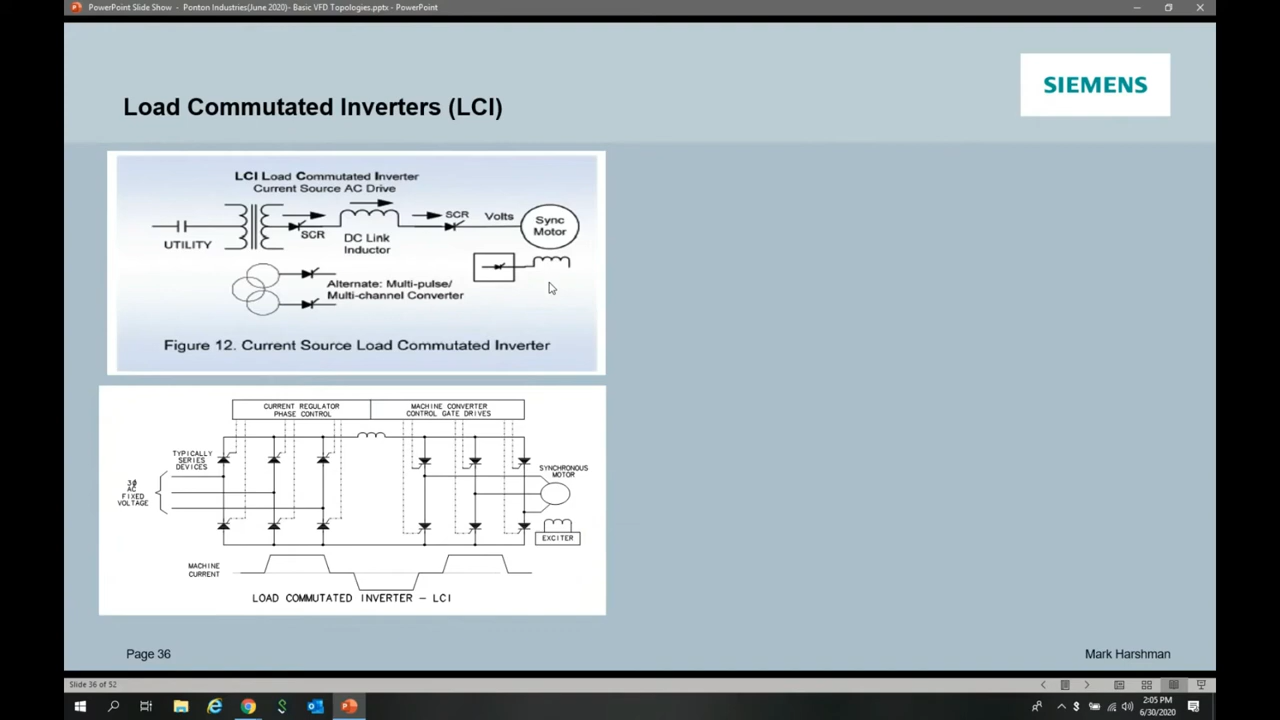 PowerPoint Slide Show - Ponton Industries(June 2020)- Basic VFD Topologies.pptx - PowerPoint
SIEMENS
Load Commutated Inverters (LCI)
LCI Load Commutated Inverter
Current Source AC Drive
UTILITY
SCR
DC Link
Inductor
SCR
Volts
Sync
Motor
Alternate: Multi-pulse/
Multi-channel Converter
Figure 12. Current Source Load Commutated Inverter
CURRENT REGULATOR
PHASE CONTROL
MACHINE CONVERTER
CONTROL GATE DRIVES
TYPICALLY
SERIES
DEVICES
3Ø
AC
FIXED
VOLTAGE
SYNCHRONOUS
MOTOR
EXCITER
MACHINE
CURRENT
LOAD COMMUTATED INVERTER - LCI
Page 36
Mark Harshman
Slide 36 of 52
2:05 PM
6/30/2020